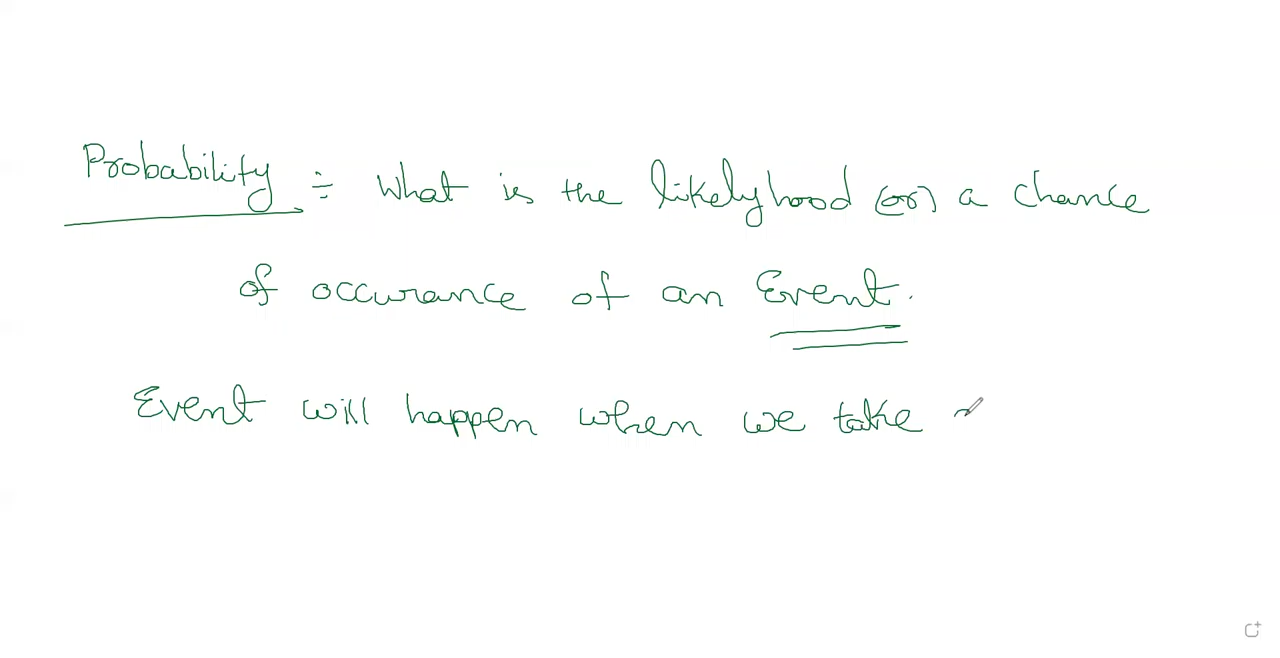 Probability :- What is the likelyhood (or) a chance
of occurance of an Event.
Event will happen when we take